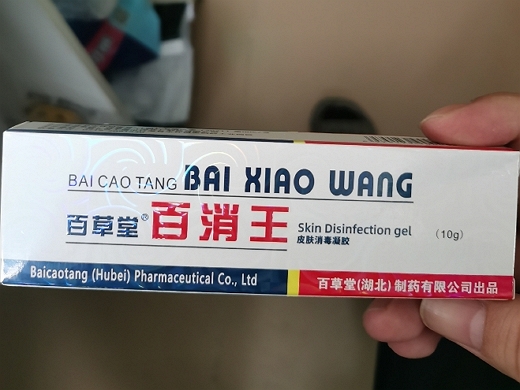 BAI CAO TANG BAI XIAO WANG
百草堂® 百消王 Skin Disinfection gel (10g)
皮肤消毒凝胶
Baicaotang (Hubei) Pharmaceutical Co., Ltd 百草堂(湖北)制药有限公司出品